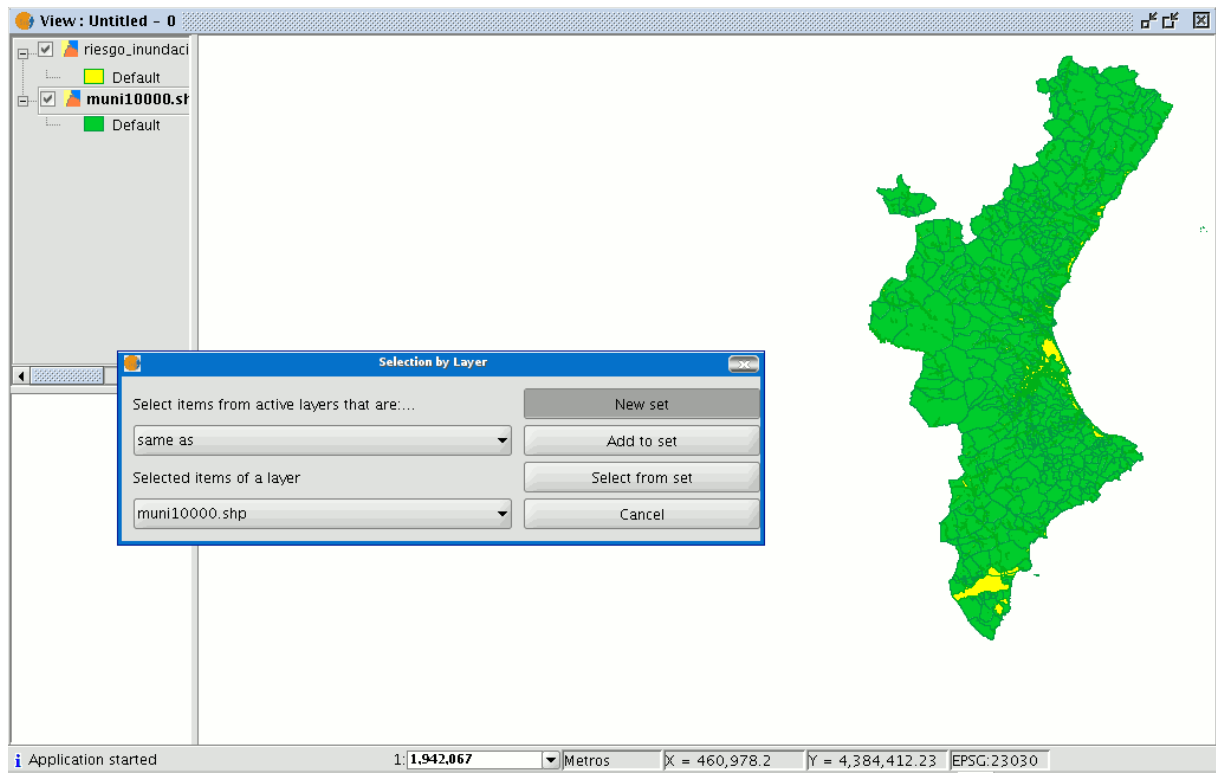 View : Untitled - 0
riesgo_inundaci
Default
muni10000.sh
Default
Selection by Layer
Select items from active layers that are:...
New set
same as
Add to set
Selected items of a layer
Select from set
muni10000.shp
Cancel
Application started
1: 1,942,067
Metros
X = 460,978.2
Y = 4,384,412.23
EPSG:23030